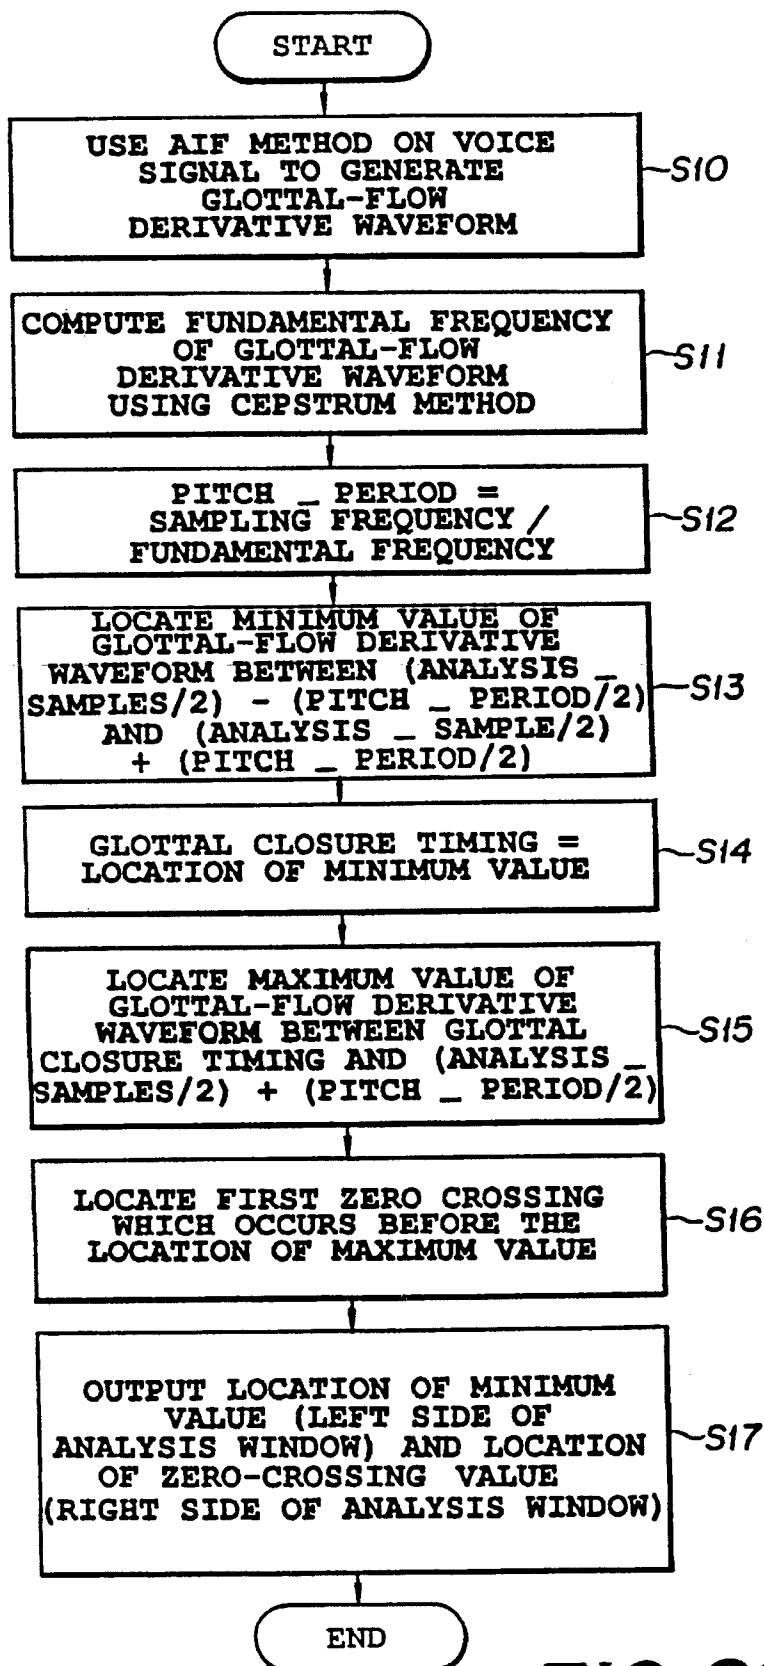 START
USE AIF METHOD ON VOICE
SIGNAL TO GENERATE
GLOTTAL-FLOW
DERIVATIVE WAVEFORM
S10
COMPUTE FUNDAMENTAL FREQUENCY
OF GLOTTAL-FLOW
DERIVATIVE WAVEFORM
USING CEPSTRUM METHOD
S11
PITCH _ PERIOD =
SAMPLING FREQUENCY /
FUNDAMENTAL FREQUENCY
S12
LOCATE MINIMUM VALUE OF
GLOTTAL-FLOW DERIVATIVE
WAVEFORM BETWEEN (ANALYSIS _
SAMPLES/2) - (PITCH _ PERIOD/2)
AND (ANALYSIS _ SAMPLE/2)
+ (PITCH _ PERIOD/2)
S13
GLOTTAL CLOSURE TIMING =
LOCATION OF MINIMUM VALUE
S14
LOCATE MAXIMUM VALUE OF
GLOTTAL-FLOW DERIVATIVE
WAVEFORM BETWEEN GLOTTAL
CLOSURE TIMING AND (ANALYSIS _
SAMPLES/2) + (PITCH _ PERIOD/2)
S15
LOCATE FIRST ZERO CROSSING
WHICH OCCURS BEFORE THE
LOCATION OF MAXIMUM VALUE
S16
OUTPUT LOCATION OF MINIMUM
VALUE (LEFT SIDE OF
ANALYSIS WINDOW) AND LOCATION
OF ZERO-CROSSING VALUE
(RIGHT SIDE OF ANALYSIS WINDOW)
S17
END